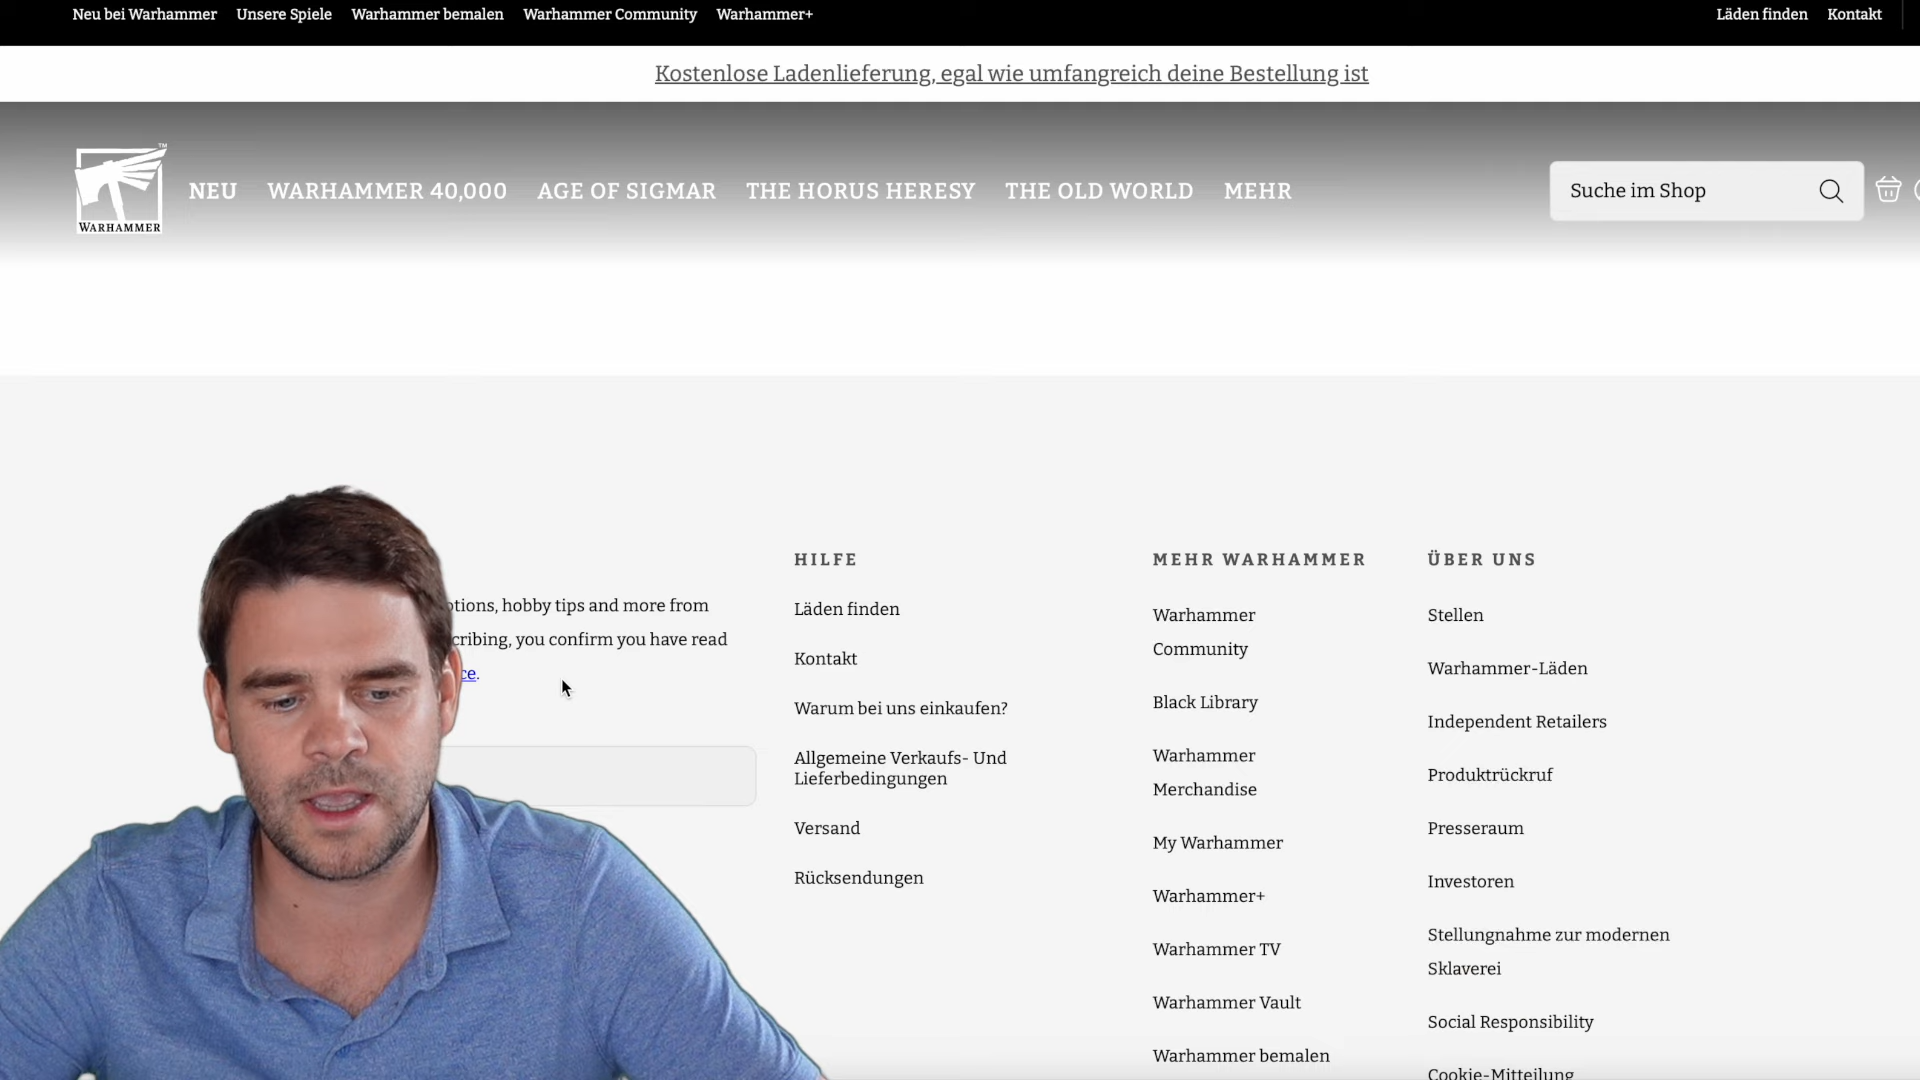 Neu bei Warhammer Unsere Spiele Warhammer bemalen Warhammer Community Warhammer+ Läden finden Kontakt
Kostenlose Ladenlieferung, egal wie umfangreich deine Bestellung ist
WARHAMMER™
NEU WARHAMMER 40,000 AGE OF SIGMAR THE HORUS HERESY THE OLD WORLD MEHR Suche im Shop
hobby tips and more from
you confirm you have read
HILFE
Läden finden
Kontakt
Warum bei uns einkaufen?
Allgemeine Verkaufs- Und
Lieferbedingungen
Versand
Rücksendungen
MEHR WARHAMMER
Warhammer
Community
Black Library
Warhammer
Merchandise
My Warhammer
Warhammer+
Warhammer TV
Warhammer Vault
Warhammer bemalen
ÜBER UNS
Stellen
Warhammer-Läden
Independent Retailers
Produktrückruf
Presseraum
Investoren
Stellungnahme zur modernen
Sklaverei
Social Responsibility
Cookie-Mitteilung